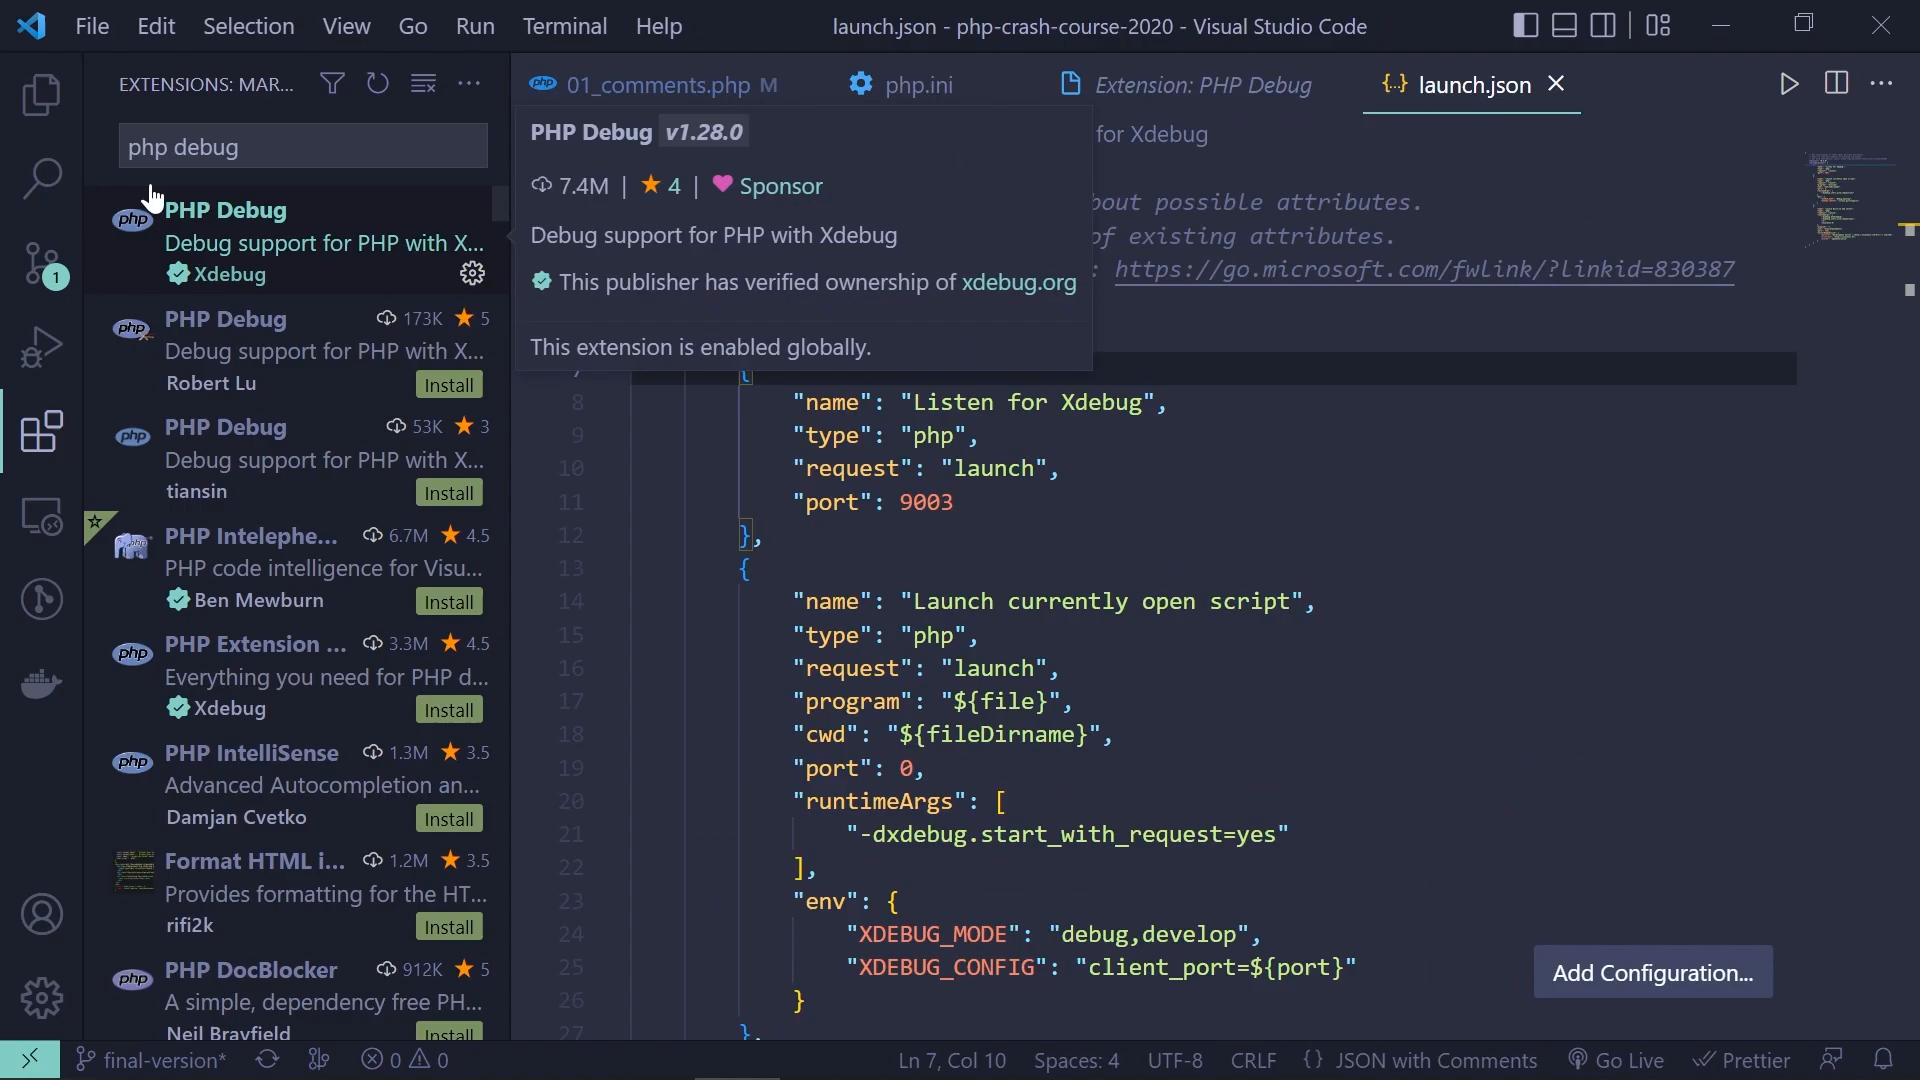 File Edit Selection View Go Run Terminal Help
launch.json - php-crash-course-2020 - Visual Studio Code
EXTENSIONS: MAR...
php debug
php PHP Debug
Debug support for PHP with X...
Xdebug
php PHP Debug 173K 5
Debug support for PHP with X...
Robert Lu Install
php PHP Debug 53K 3
Debug support for PHP with X...
tiansin Install
PHP Intelephe... 6.7M 4.5
PHP code intelligence for Visu...
Ben Mewburn Install
php PHP Extension ... 3.3M 4.5
Everything you need for PHP d...
Xdebug Install
php PHP IntelliSense 1.3M 3.5
Advanced Autocompletion an...
Damjan Cvetko Install
Format HTML i... 1.2M 3.5
Provides formatting for the HT...
rifi2k Install
php PHP DocBlocker 912K 5
A simple, dependency free PH...
Neil Brayfield Install
1
php 01_comments.php M
php.ini
Extension: PHP Debug
{..} launch.json
PHP Debug v1.28.0
7.4M | 4 | Sponsor
Debug support for PHP with Xdebug
This publisher has verified ownership of xdebug.org
This extension is enabled globally.
for Xdebug
bout possible attributes.
of existing attributes.
: https://go.microsoft.com/fwlink/?linkid=830387
7 {
8 "name": "Listen for Xdebug",
9 "type": "php",
10 "request": "launch",
11 "port": 9003
12 },
13 {
14 "name": "Launch currently open script",
15 "type": "php",
16 "request": "launch",
17 "program": "${file}",
18 "cwd": "${fileDirname}",
19 "port": 0,
20 "runtimeArgs": [
21 "-dxdebug.start_with_request=yes"
22 ],
23 "env": {
24 "XDEBUG_MODE": "debug,develop",
25 "XDEBUG_CONFIG": "client_port=${port}"
26 }
27 },
Add Configuration...
final-version* 0 0
Ln 7, Col 10 Spaces: 4 UTF-8 CRLF {} JSON with Comments Go Live Prettier